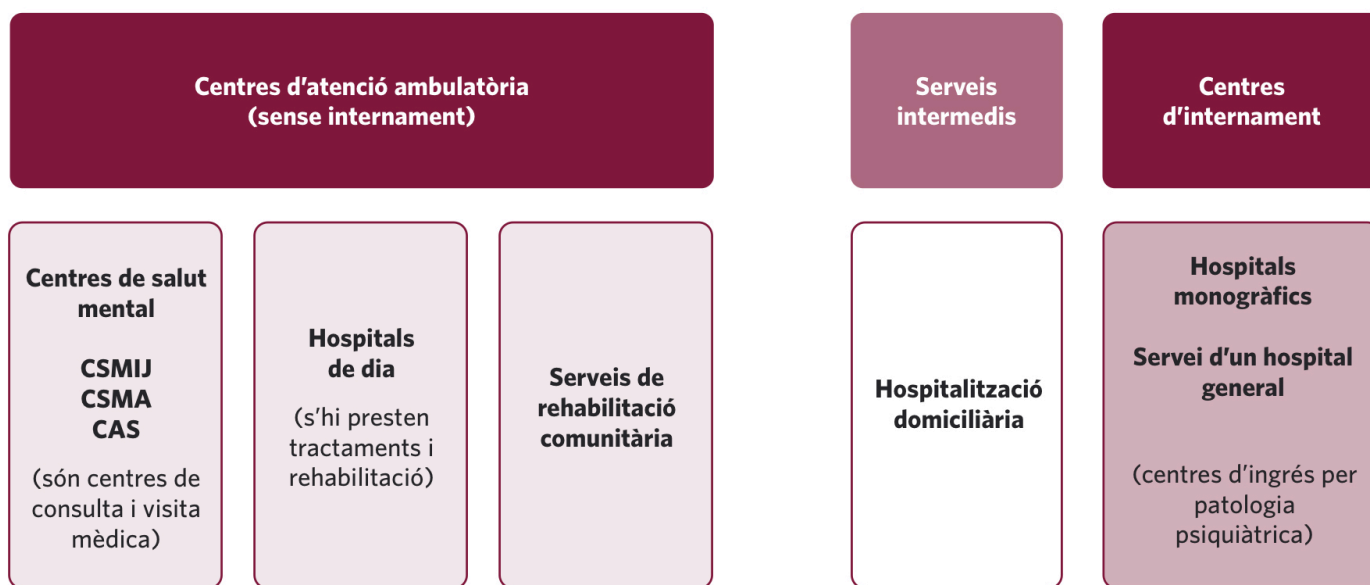 Centres d'atenció ambulatòria
(sense internament)
Serveis
intermedis
Centres
d'internament
Centres de salut
mental
CSMIJ
CSMA
CAS
(són centres de
consulta i visita
mèdica)
Hospitals
de dia
(s'hi presten
tractaments i
rehabilitació)
Serveis de
rehabilitació
comunitària
Hospitalització
domiciliària
Hospitals
monogràfics
Servei d'un hospital
general
(centres d'ingrés per
patologia
psiquiàtrica)